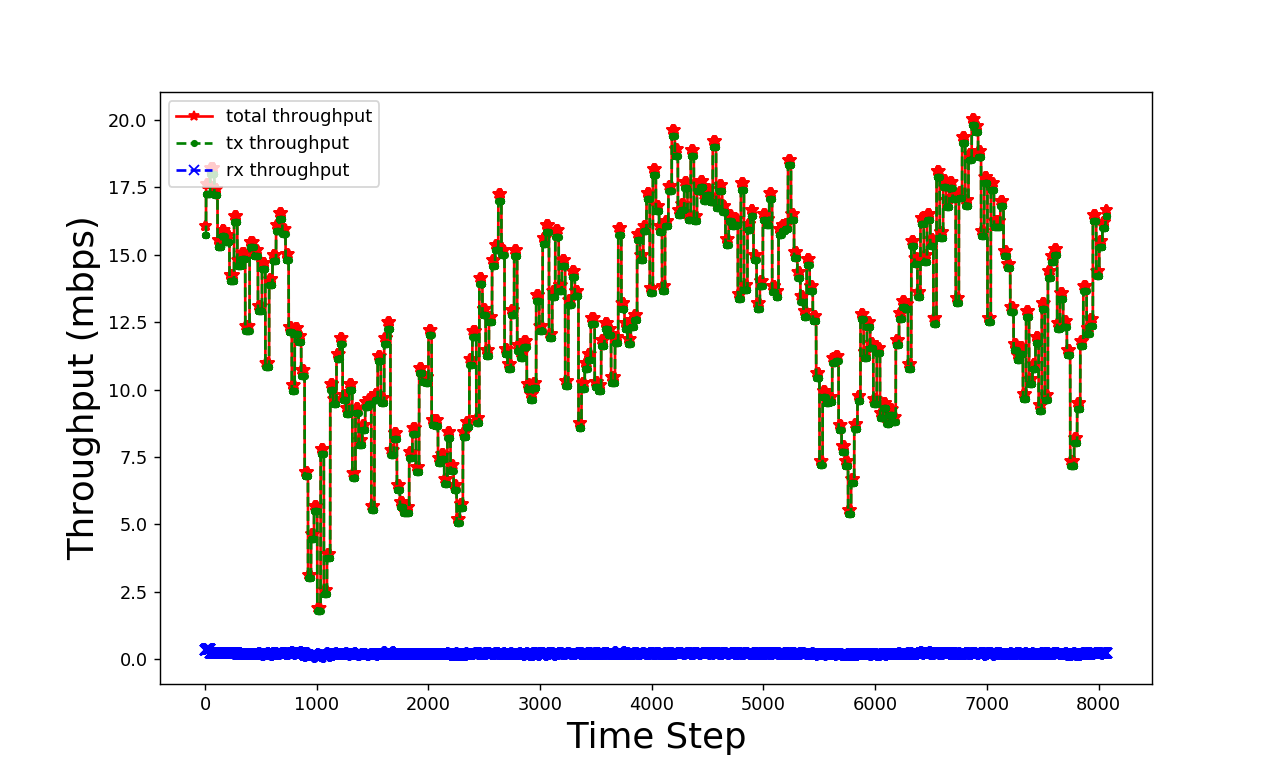 total throughput
tx throughput
rx throughput
Throughput (mbps)
20.0
17.5
15.0
12.5
10.0
7.5
5.0
2.5
0.0
0 1000 2000 3000 4000 5000 6000 7000 8000
Time Step